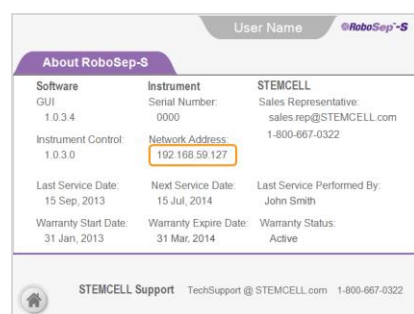 User Name
RoboSep®-S
About RoboSep-S
Software
GUI
1.0.3.4
Instrument Control:
1.0.3.0
Instrument
Serial Number:
0000
Network Address:
192.168.59.127
STEMCELL
Sales Representative:
sales.rep@STEMCELL.com
1-800-667-0322
Last Service Date:
15 Sep, 2013
Next Service Date:
15 Jul, 2014
Last Service Performed By:
John Smith
Warranty Start Date:
31 Jan, 2013
Warranty Expire Date:
31 Mar, 2014
Warranty Status:
Active
STEMCELL Support TechSupport @ STEMCELL.com 1-800-667-0322